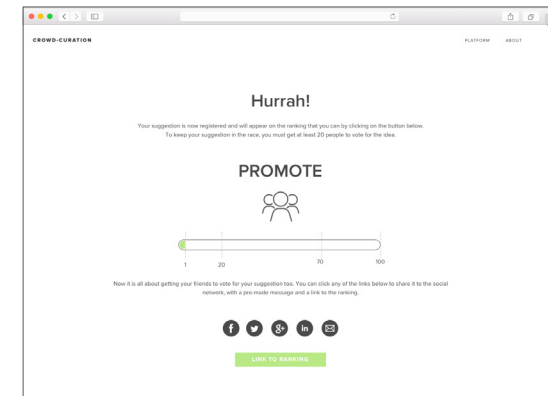 CROWD-CURATION
PLATFORM ABOUT
Hurrah!
Your suggestion is now registered and will appear on the ranking that you can by clicking on the button below.
To keep your suggestion in the race, you must get at least 20 people to vote for the idea.
PROMOTE
1 20 70 100
Now it is all about getting your friends to vote for your suggestion too. You can click any of the links below to share it to the social
network, with a pre-made message and a link to the ranking.
f g+ in
LINK TO RANKING